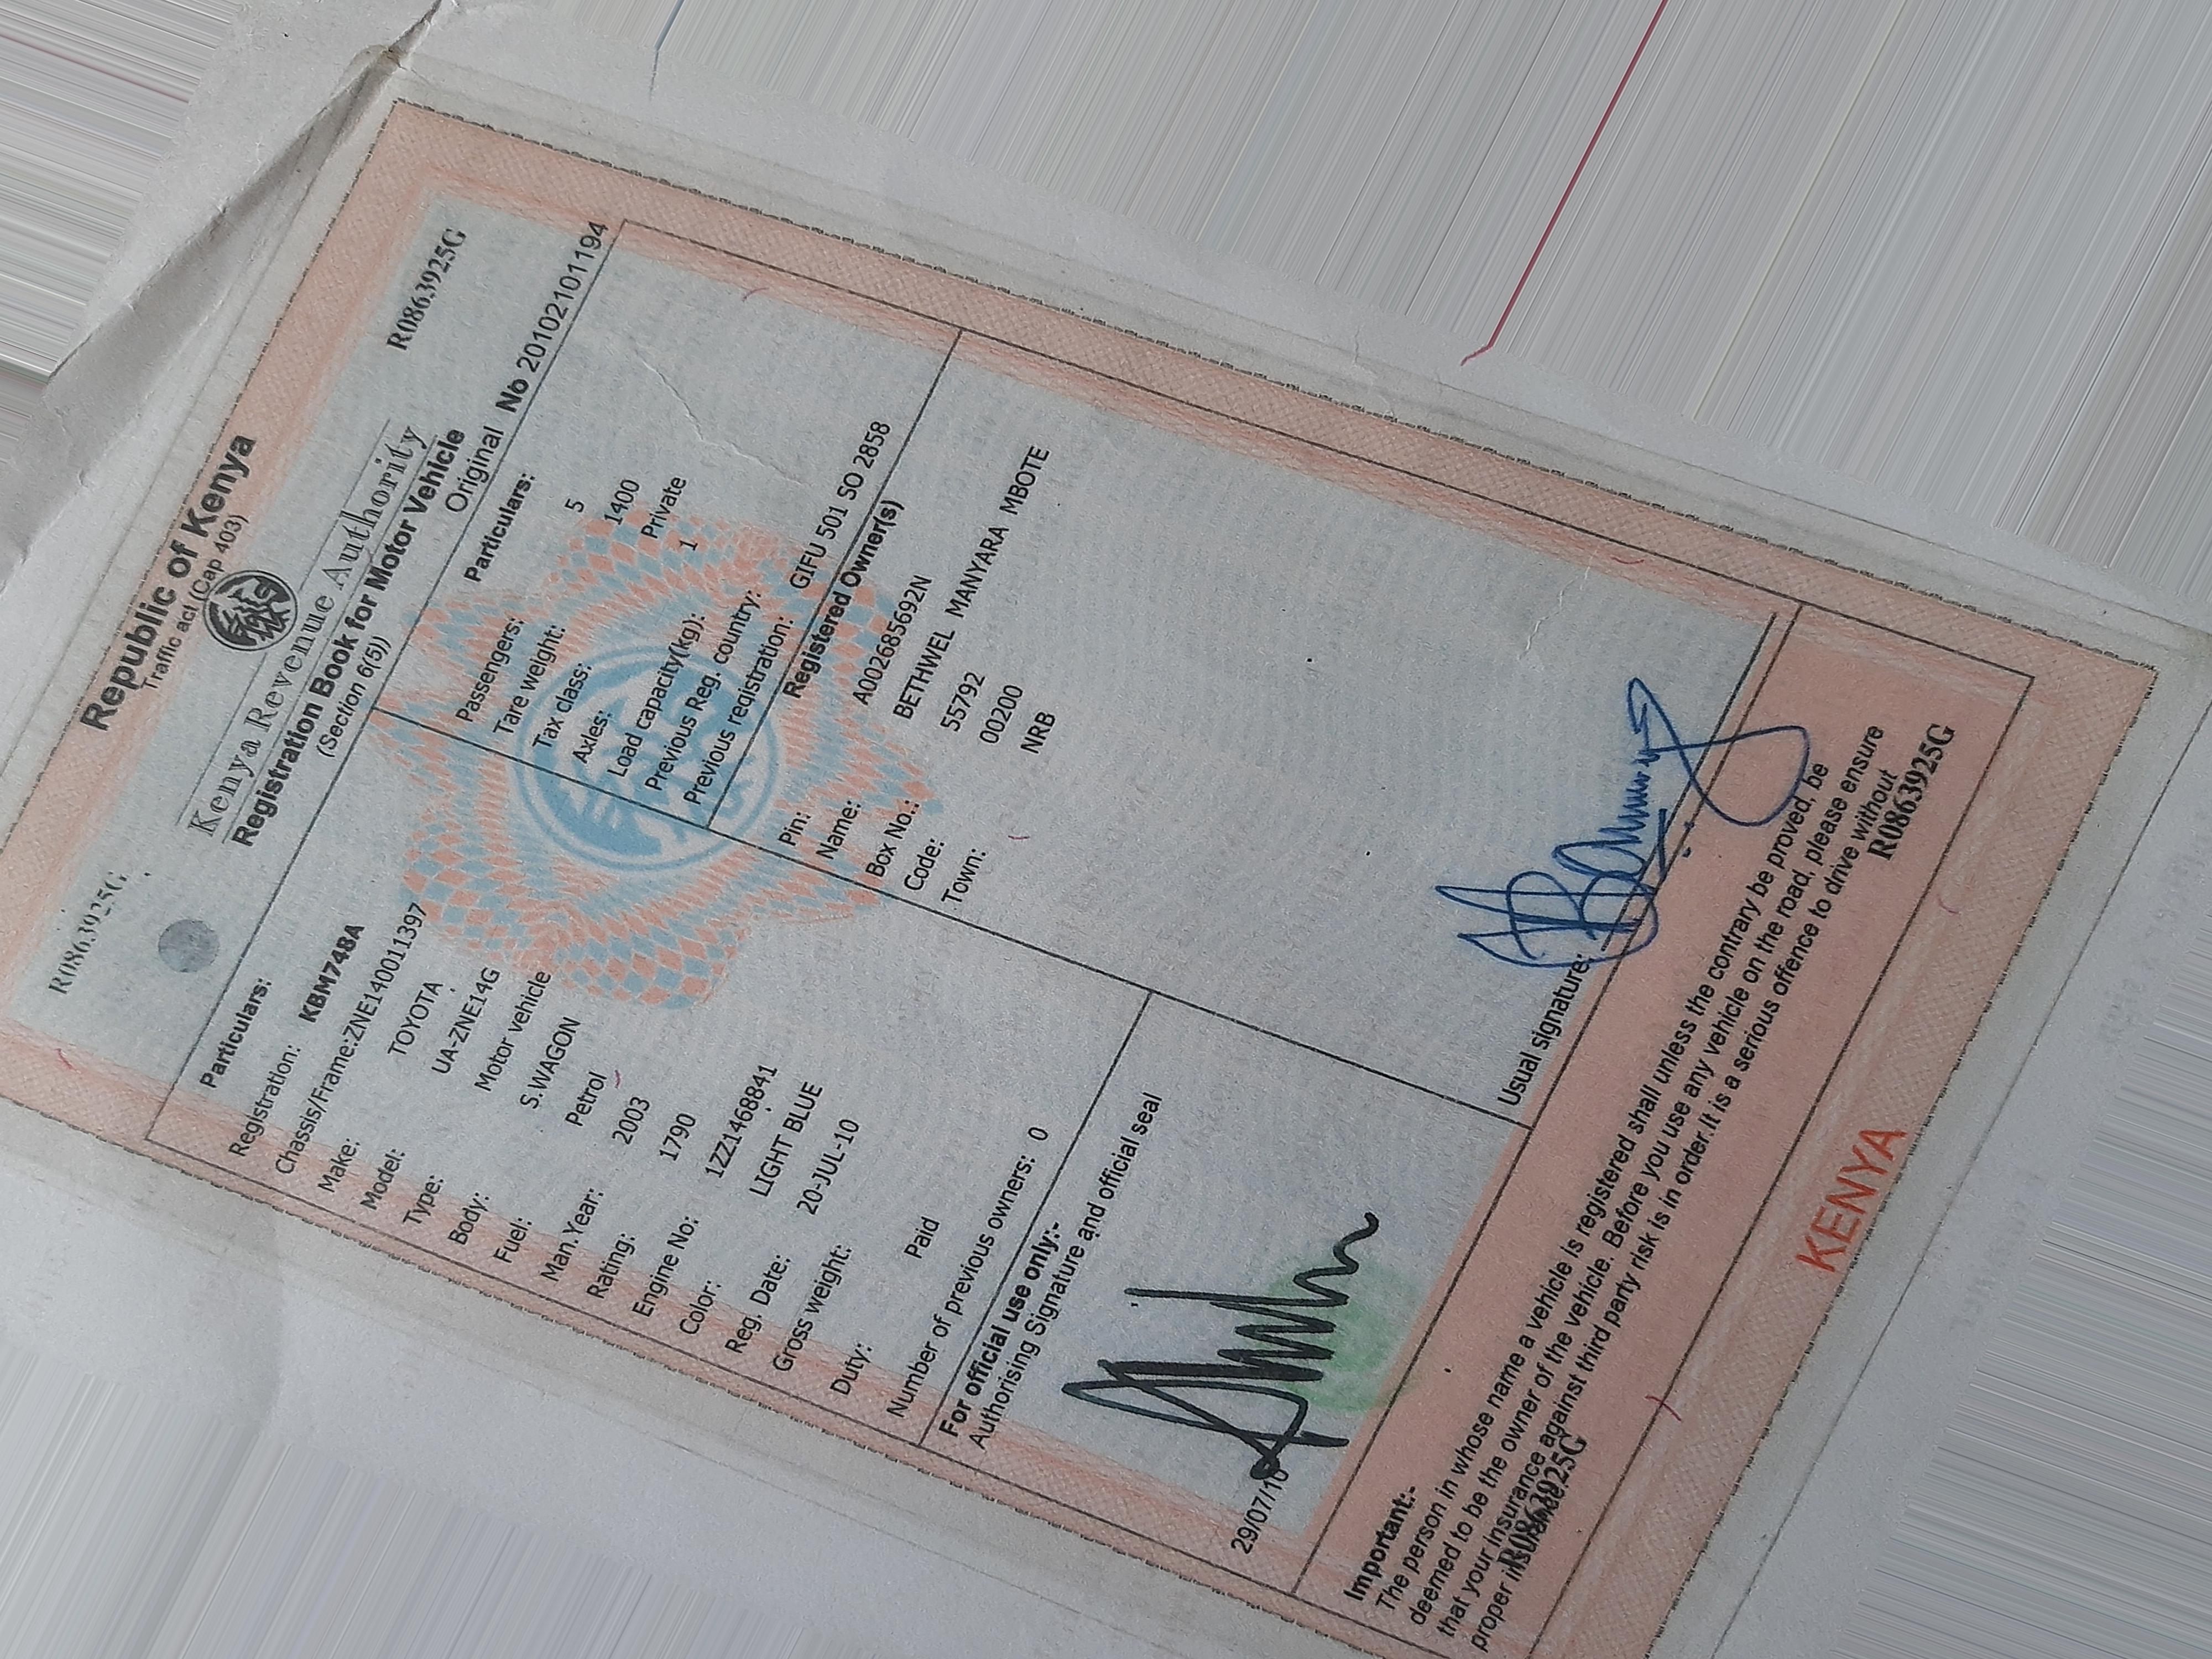 Republic of Kenya
Traffic act (Cap 403)
R0863925G
R0863925G
Kenya Revenue Authority
Registration Book for Motor Vehicle
(Section 6(5))
Original No 201021011194
Particulars:
Registration: KBM748A
Chassis/Frame:ZNE140011397
Make: TOYOTA
Model: UA-ZNE14G
Type: Motor vehicle
Body: S.WAGON
Fuel: Petrol
Man.Year: 2003
Rating: 1790
Engine No: 1ZZ1468841
Color: LIGHT BLUE
Reg. Date: 20-JUL-10
Gross weight:
Duty: Paid
Number of previous owners: 0
Particulars:
Passengers: 5
Tare weight: 1400
Tax class: Private
Axles: 1
Load capacity(kg):
Previous Reg. country:
Previous registration: GIFU 501 SO 2858
Registered Owner(s)
Pin: A002685692N
Name: BETHWEL MANYARA MBOTE
Box No.: 55792
Code: 00200
Town: NRB
For official use only:-
Authorising Signature and official seal
29/07/10
Usual signature:
Important:-
The person in whose name a vehicle is registered shall unless the contrary be proved, be
deemed to be the owner of the vehicle. Before you use any vehicle on the road, please ensure
that your insurance against third party risk is in order.It is a serious offence to drive without
proper insurance.
R0863925G
R0863925G
KENYA